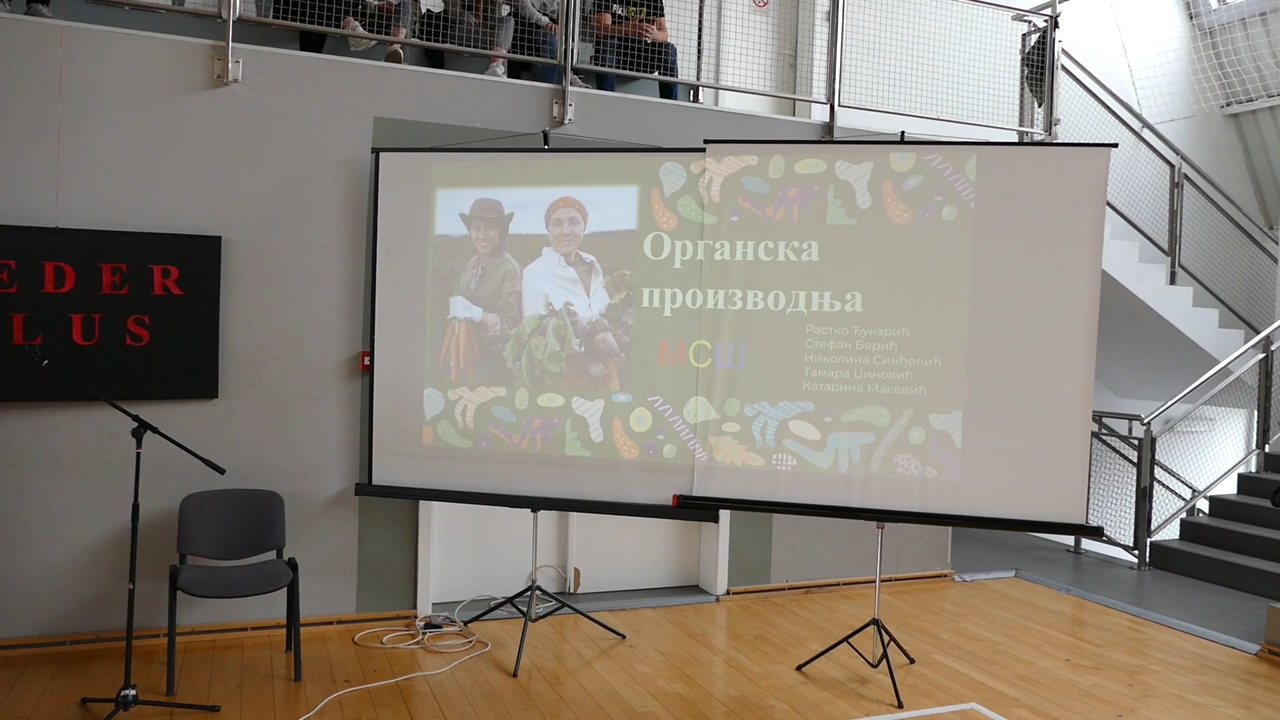 EDER
LUS
Органска
производња
МСШ
Растко Ђукарић
Стефан Берић
Николина Синђелић
Тамара Циновић
Катарина Макевић